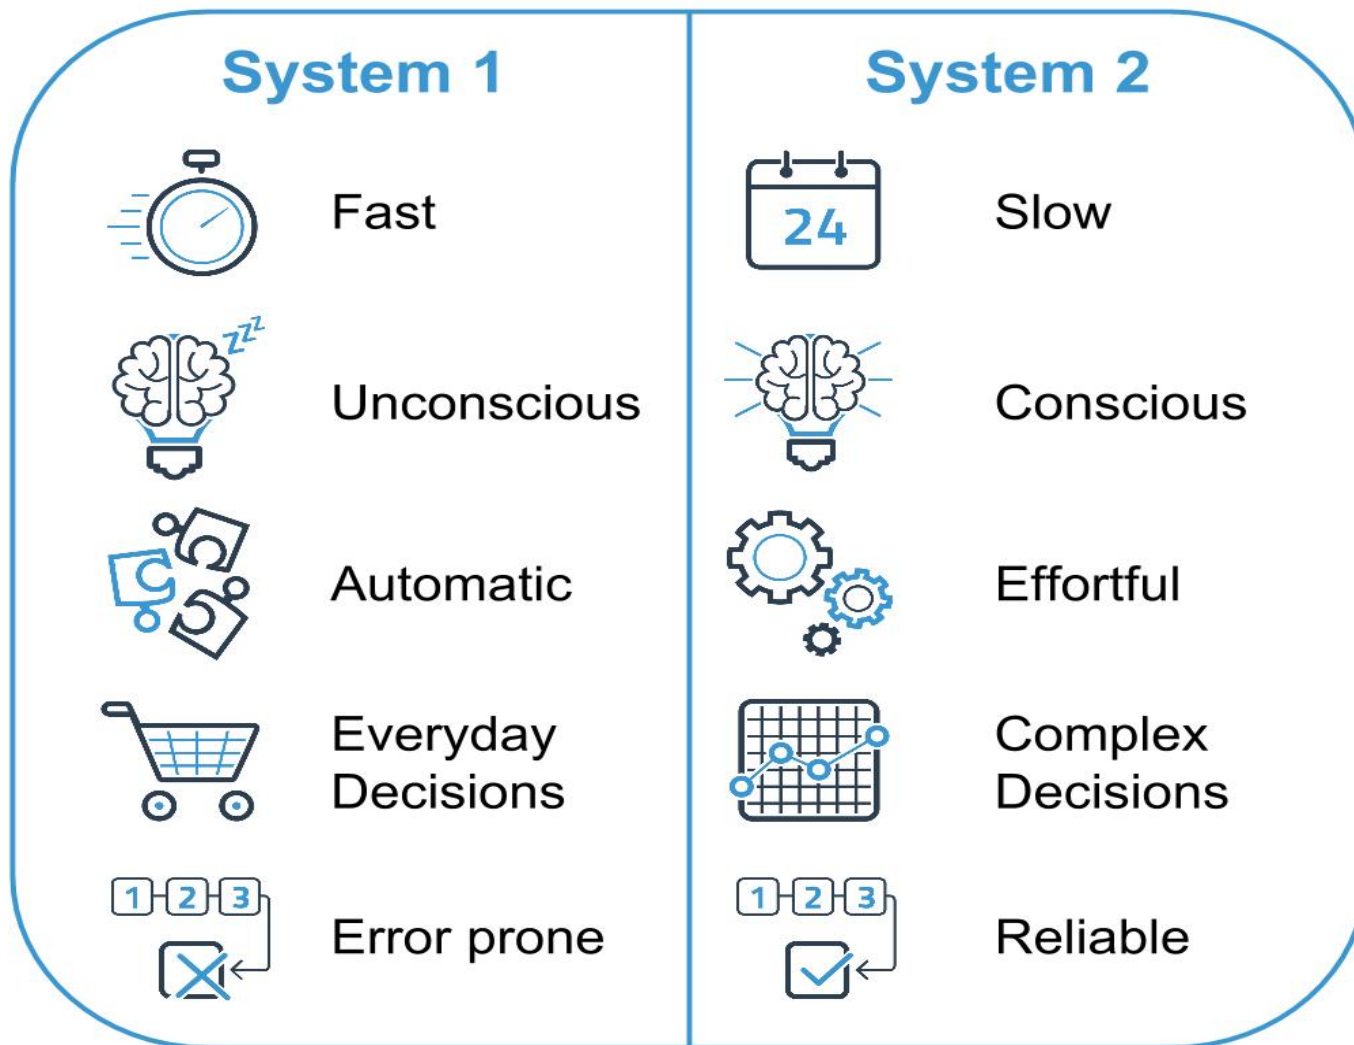 System 1
Fast
zzz
Unconscious
Automatic
Everyday
Decisions
1 2 3
Error prone
System 2
24
Slow
Conscious
Effortful
Complex
Decisions
1 2 3
Reliable